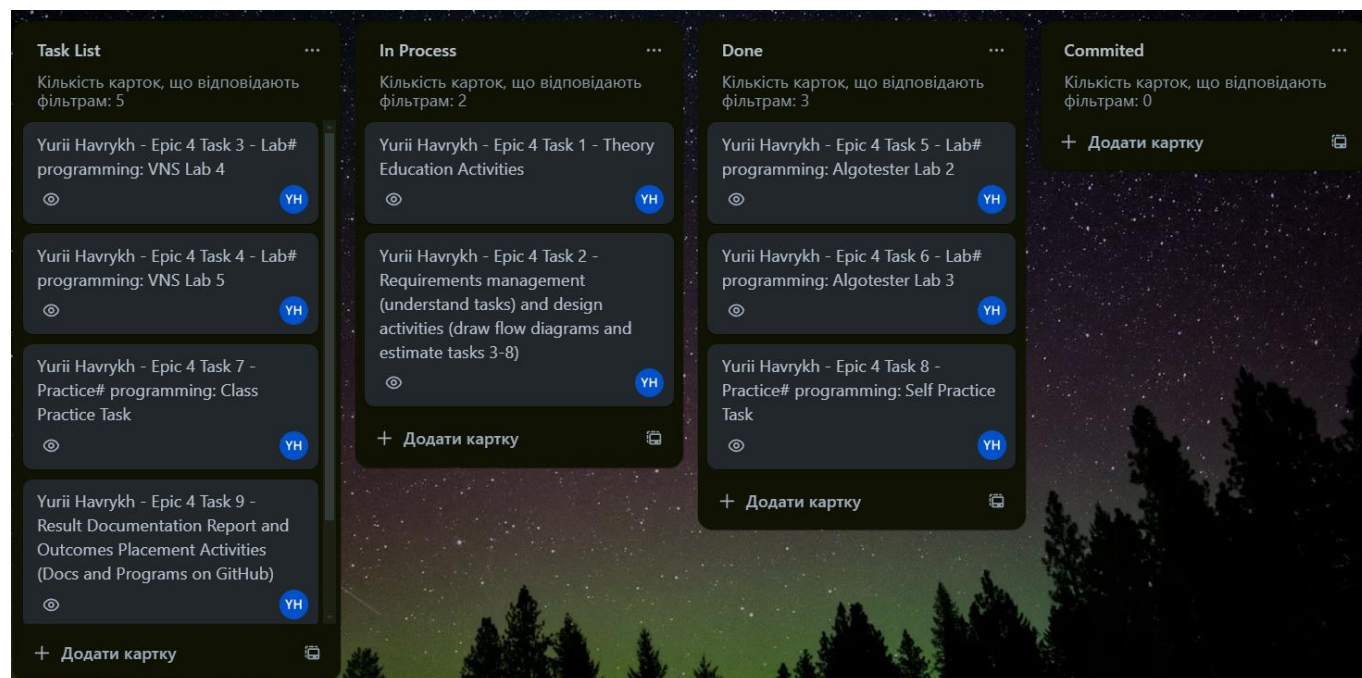 Task List
Кількість карток, що відповідають
фільтрам: 5
Yurii Havrykh - Epic 4 Task 3 - Lab#
programming: VNS Lab 4
YH
Yurii Havrykh - Epic 4 Task 4 - Lab#
programming: VNS Lab 5
YH
Yurii Havrykh - Epic 4 Task 7 -
Practice# programming: Class
Practice Task
YH
Yurii Havrykh - Epic 4 Task 9 -
Result Documentation Report and
Outcomes Placement Activities
(Docs and Programs on GitHub)
YH
+ Додати картку
In Process
Кількість карток, що відповідають
фільтрам: 2
Yurii Havrykh - Epic 4 Task 1 - Theory
Education Activities
YH
Yurii Havrykh - Epic 4 Task 2 -
Requirements management
(understand tasks) and design
activities (draw flow diagrams and
estimate tasks 3-8)
YH
+ Додати картку
Done
Кількість карток, що відповідають
фільтрам: 3
Yurii Havrykh - Epic 4 Task 5 - Lab#
programming: Algotester Lab 2
YH
Yurii Havrykh - Epic 4 Task 6 - Lab#
programming: Algotester Lab 3
YH
Yurii Havrykh - Epic 4 Task 8 -
Practice# programming: Self Practice
Task
YH
+ Додати картку
Commited
Кількість карток, що відповідають
фільтрам: 0
+ Додати картку